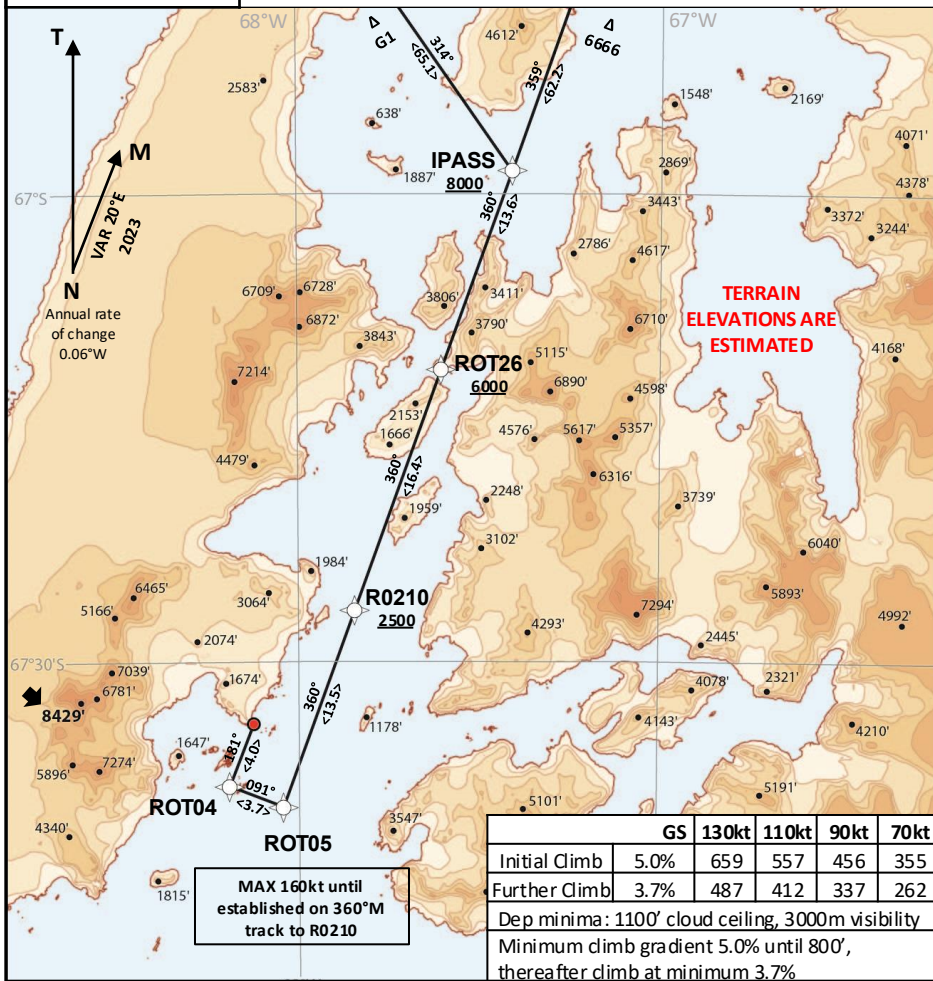 68°W
67°W
T
M
VAR 20°E
2023
N
Annual rate
of change
0.06°W
Δ
G1
314°
<65.1>
Δ
6666
359°
<62.2>
4612'
2583'
638'
1887'
1548'
2169'
4071'
4378'
3372'
3244'
2869'
3443'
2786'
4617'
IPASS
8000
67°S
360°
<13.6>
6709'
6728'
6872'
3843'
7214'
4479'
3806'
3411'
3790'
6710'
TERRAIN
ELEVATIONS ARE
ESTIMATED
4168'
ROT26
6000
5115'
6890'
4598'
2153'
1666'
4576'
5617'
5357'
6316'
360°
<16.4>
1959'
2248'
3739'
3102'
6040'
5893'
1984'
3064'
6465'
5166'
2074'
R0210
2500
7294'
4293'
2445'
4992'
67°30'S
7039'
6781'
8429'
1674'
360°
<13.5>
1178'
4078'
2321'
4143'
4210'
181°
<4.0>
1647'
5896'
7274'
091°
<3.7>
ROT04
ROT05
3547'
5101'
5191'
4340'
1815'
MAX 160kt until
established on 360°M
track to R0210
GS 130kt 110kt 90kt 70kt
Initial Climb 5.0% 659 557 456 355
Further Climb 3.7% 487 412 337 262
Dep minima: 1100' cloud ceiling, 3000m visibility
Minimum climb gradient 5.0% until 800',
thereafter climb at minimum 3.7%